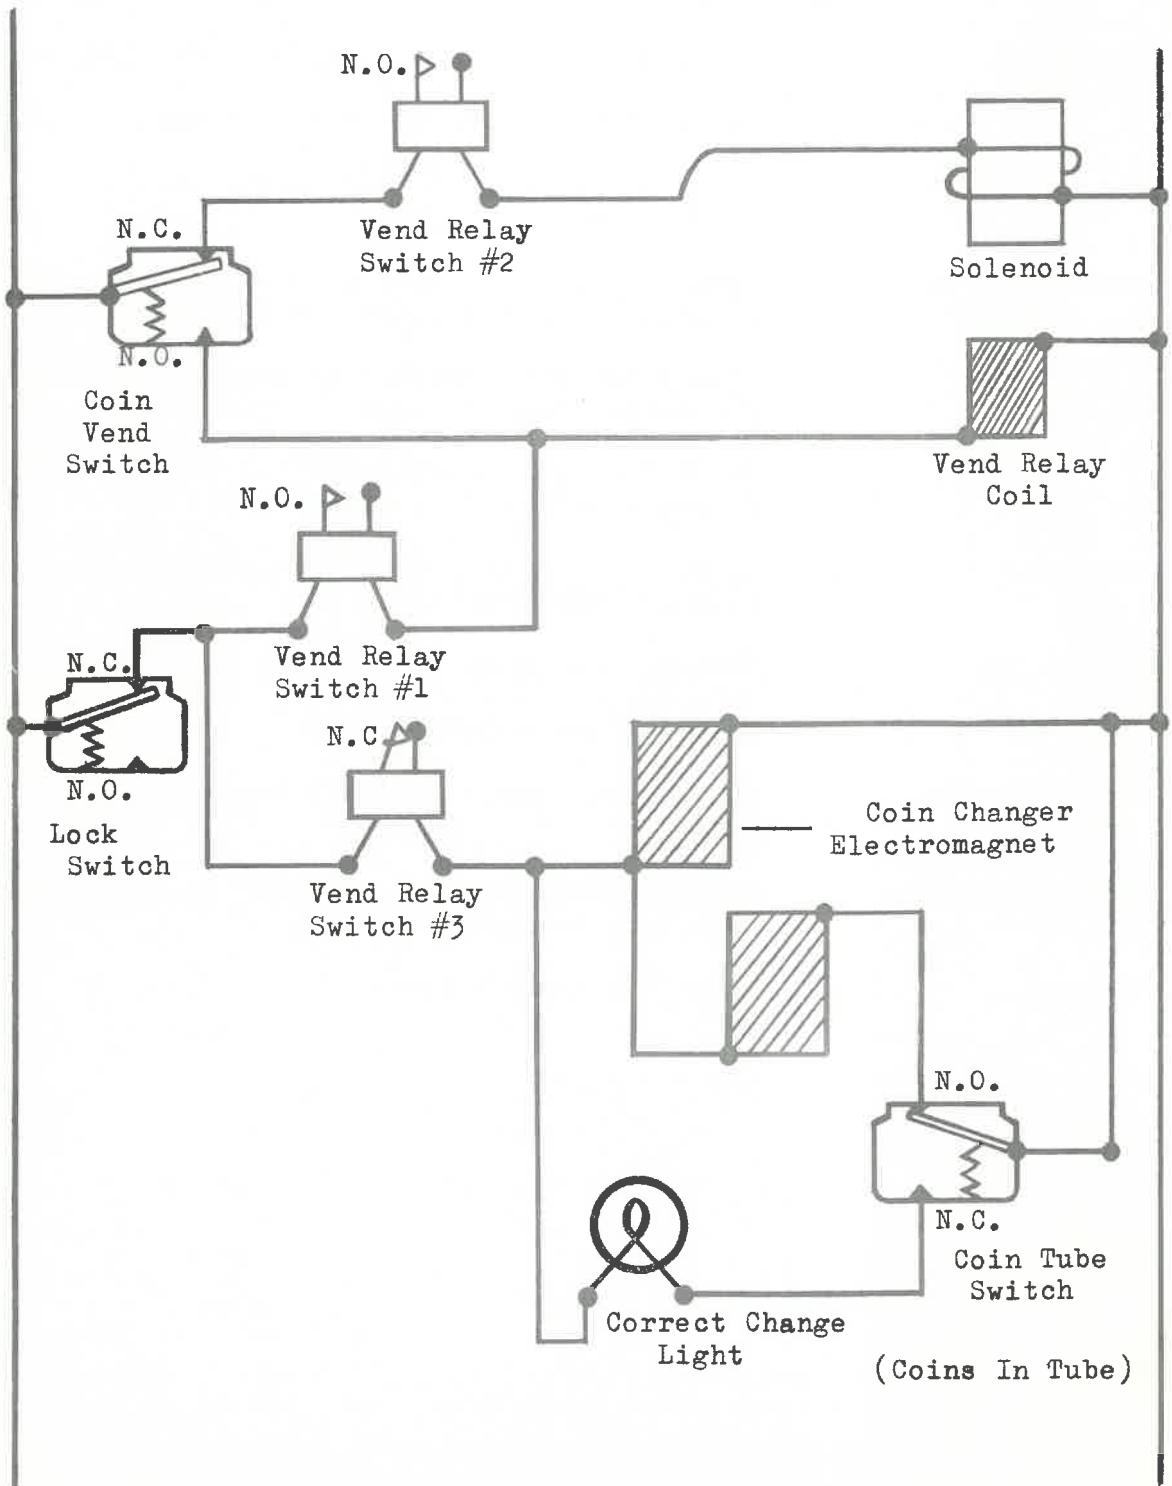 N.O.
Vend Relay
Switch #2
Solenoid
N.C.
N.O.
Coin
Vend
Switch
Vend Relay
Coil
N.O.
Vend Relay
Switch #1
N.C.
N.O.
Lock
Switch
N.C
Vend Relay
Switch #3
Coin Changer
Electromagnet
N.O.
N.C.
Coin Tube
Switch
Correct Change
Light
(Coins In Tube)